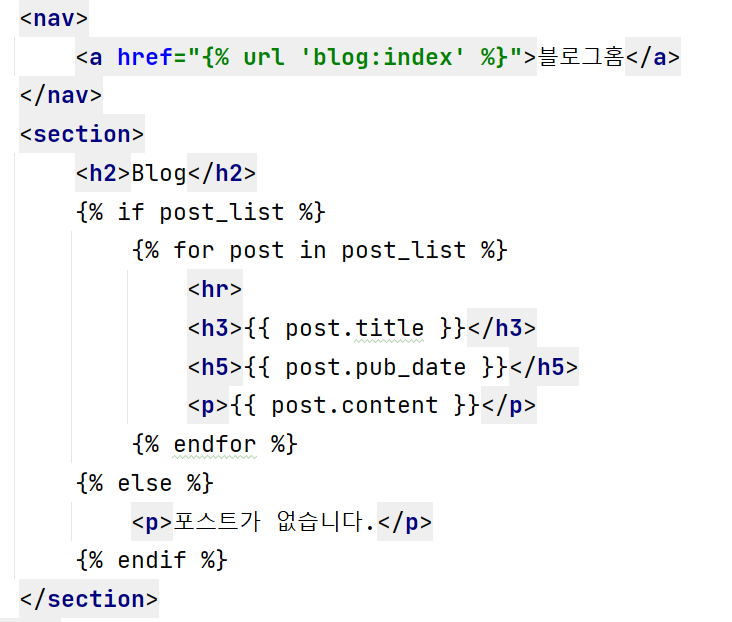 <nav>
<a href="{% url 'blog:index' %}">블로그홈</a>
</nav>
<section>
<h2>Blog</h2>
{% if post_list %}
{% for post in post_list %}
<hr>
<h3>{{ post.title }}</h3>
<h5>{{ post.pub_date }}</h5>
<p>{{ post.content }}</p>
{% endfor %}
{% else %}
<p>포스트가 없습니다.</p>
{% endif %}
</section>